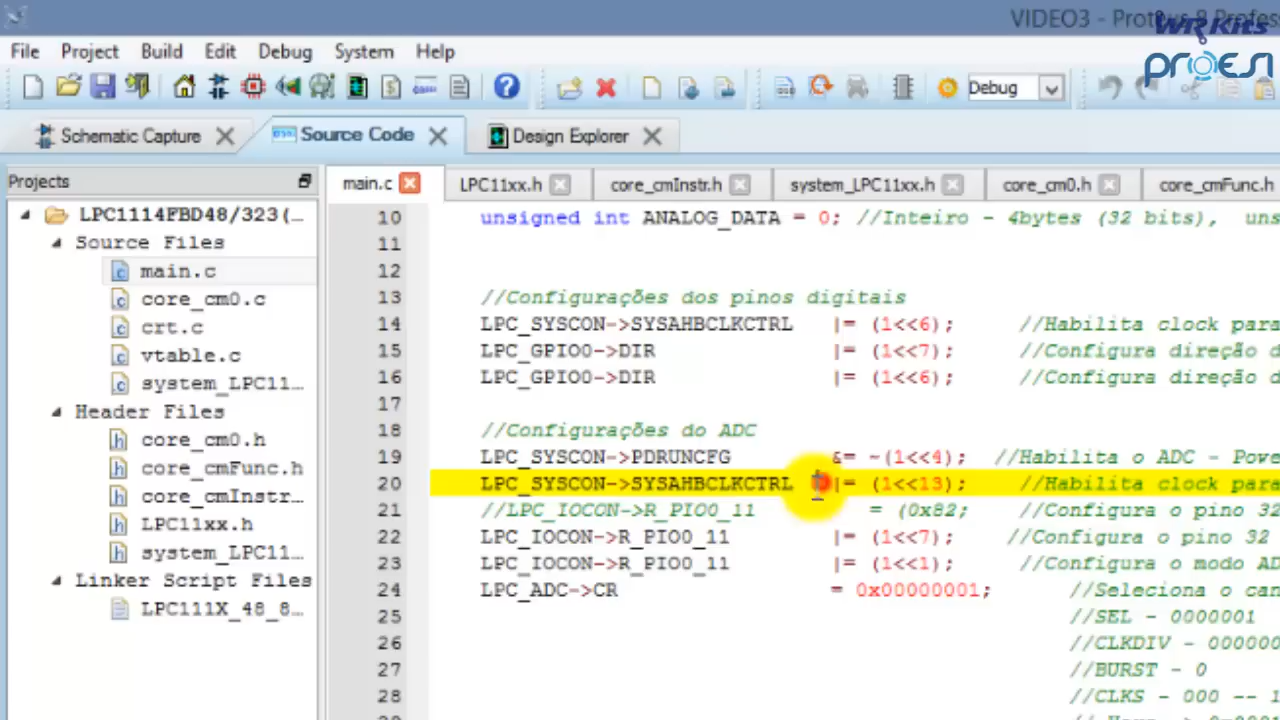 VIDEO3 - Proteus 8 Profess
WR Kits
PROESI
File Project Build Edit Debug System Help
Debug
Schematic Capture Source Code Design Explorer
Projects main.c LPC11xx.h core_cmInstr.h system_LPC11xx.h core_cm0.h core_cmFunc.h
LPC1114FBD48/323(...
Source Files
main.c
core_cm0.c
crt.c
vtable.c
system_LPC11...
Header Files
core_cm0.h
core_cmFunc.h
core_cmInstr...
LPC11xx.h
system_LPC11...
Linker Script Files
LPC111X_48_8...
10 unsigned int ANALOG_DATA = 0; //Inteiro - 4bytes (32 bits), uns
11
12
13 //Configurações dos pinos digitais
14 LPC_SYSCON->SYSAHBCLKCTRL |= (1<<6); //Habilita clock para
15 LPC_GPIO0->DIR |= (1<<7); //Configura direção d
16 LPC_GPIO0->DIR |= (1<<6); //Configura direção d
17
18 //Configurações do ADC
19 LPC_SYSCON->PDRUNCFG &= ~(1<<4); //Habilita o ADC - Powe
20 LPC_SYSCON->SYSAHBCLKCTRL |= (1<<13); //Habilita clock para
21 //LPC_IOCON->R_PIO0_11 = (0x82; //Configura o pino 32
22 LPC_IOCON->R_PIO0_11 |= (1<<7); //Configura o pino 32
23 LPC_IOCON->R_PIO0_11 |= (1<<1); //Configura o modo AD
24 LPC_ADC->CR = 0x00000001; //Seleciona o can
25 //SEL - 0000001
26 //CLKDIV - 000000
27 //BURST - 0
28 //CLKS - 000 -- 1